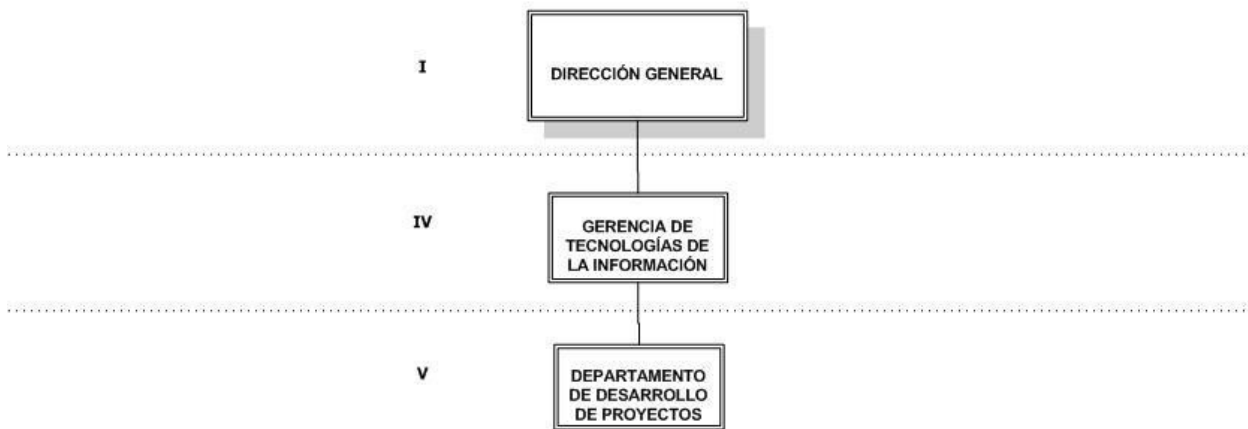 I
DIRECCIÓN GENERAL
IV
GERENCIA DE
TECNOLOGÍAS DE
LA INFORMACIÓN
V
DEPARTAMENTO
DE DESARROLLO
DE PROYECTOS